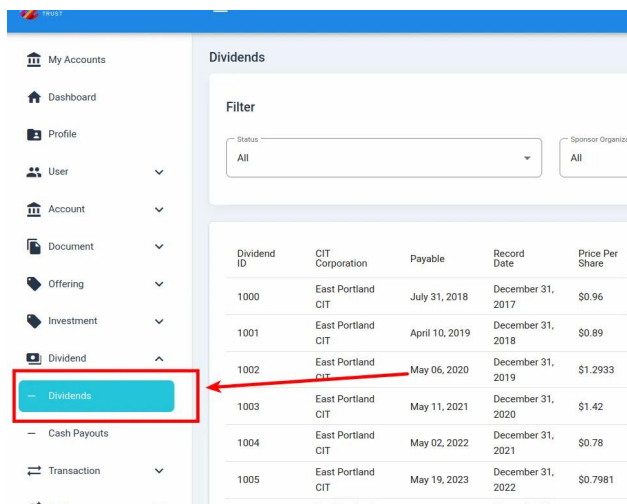 TRUST
My Accounts
Dashboard
Profile
User
Account
Document
Offering
Investment
Dividend
Dividends
Cash Payouts
Transaction
Dividends
Filter
Status
All
Sponsor Organiza
All
Dividend ID CIT Corporation Payable Record Date Price Per Share
1000 East Portland CIT July 31, 2018 December 31, 2017 $0.96
1001 East Portland CIT April 10, 2019 December 31, 2018 $0.89
1002 East Portland CIT May 06, 2020 December 31, 2019 $1.2933
1003 East Portland CIT May 11, 2021 December 31, 2020 $1.42
1004 East Portland CIT May 02, 2022 December 31, 2021 $0.78
1005 East Portland CIT May 19, 2023 December 31, 2022 $0.7981